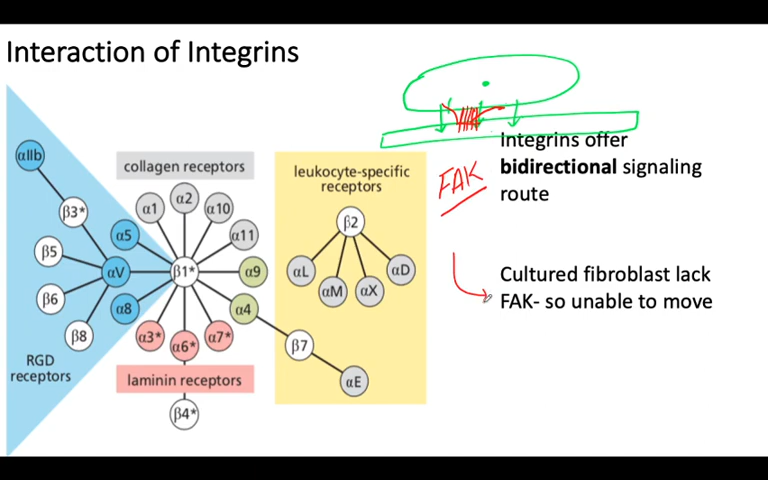 Interaction of Integrins
Integrins offer
bidirectional signaling
route
FAK
Cultured fibroblast lack
FAK- so unable to move
collagen receptors
leukocyte-specific
receptors
αIIb
β3*
β5
αV
β6
β8
RGD
receptors
α5
α1
α2
α10
α11
β1*
α9
α8
α4
α3*
α6*
α7*
laminin receptors
β4*
β2
αL
αM
αX
αD
β7
αE